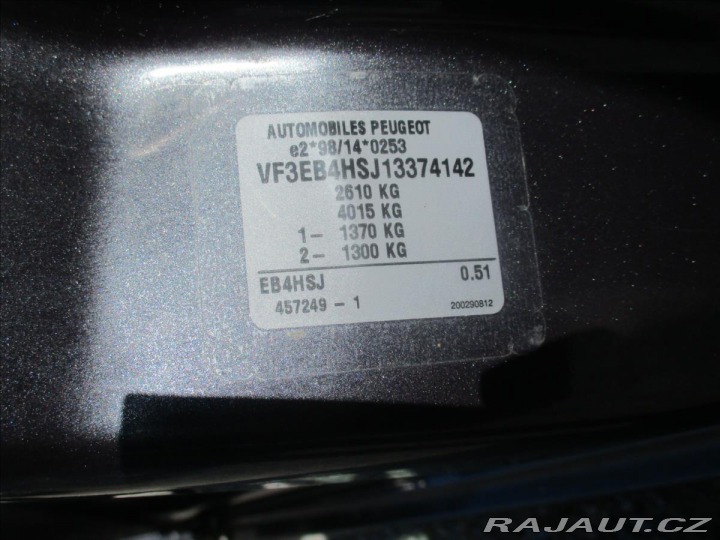 AUTOMOBILES PEUGEOT
e2*98/14*0253
VF3EB4HSJ13374142
2610 KG
4015 KG
1- 1370 KG
2- 1300 KG
EB4HSJ 0.51
457249 - 1 200290812
RAJAUT.CZ